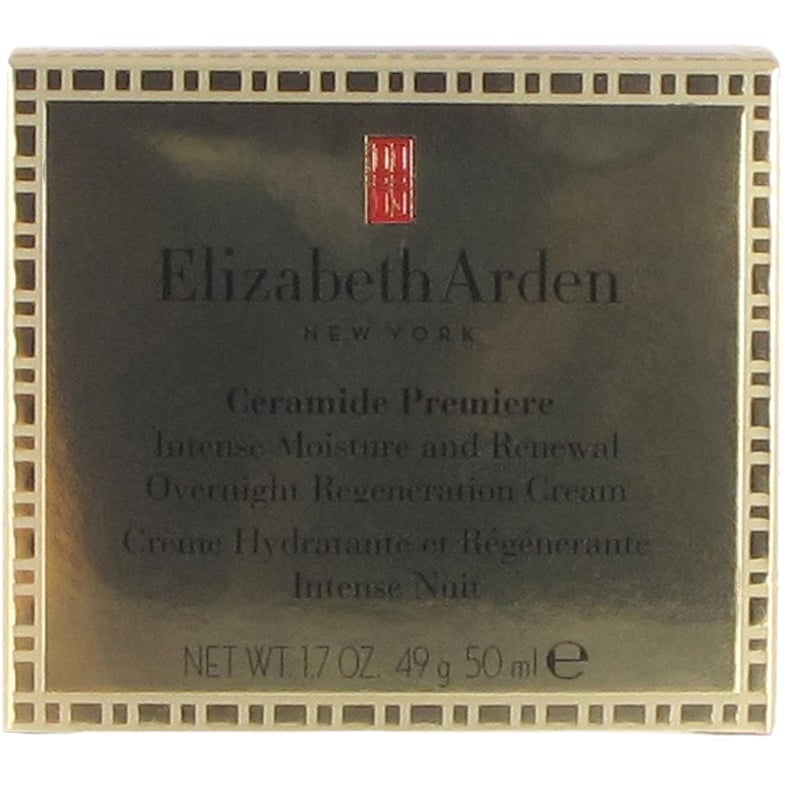 Elizabeth Arden
NEW YORK
Ceramide Premiere
Intense Moisture and Renewal
Overnight Regeneration Cream
Crème Hydratante et Régénérante
Intense Nuit
NET WT. 1.7 OZ. 49 g 50 ml ℮